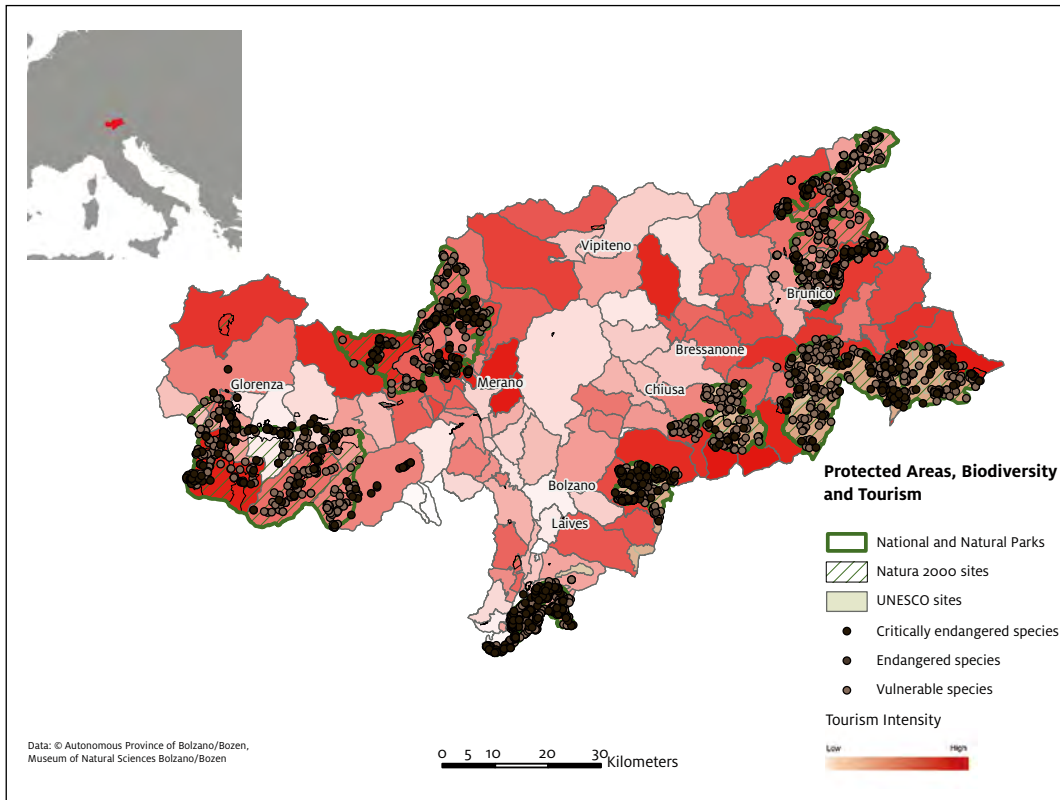 Vipiteno
Brunico
Bressanone
Glorenza
Merano
Chiusa
Bolzano
Laives
Protected Areas, Biodiversity
and Tourism
National and Natural Parks
Natura 2000 sites
UNESCO sites
Critically endangered species
Endangered species
Vulnerable species
Tourism Intensity
Low High
Data: © Autonomous Province of Bolzano/Bozen,
Museum of Natural Sciences Bolzano/Bozen
0 5 10 20 30 Kilometers